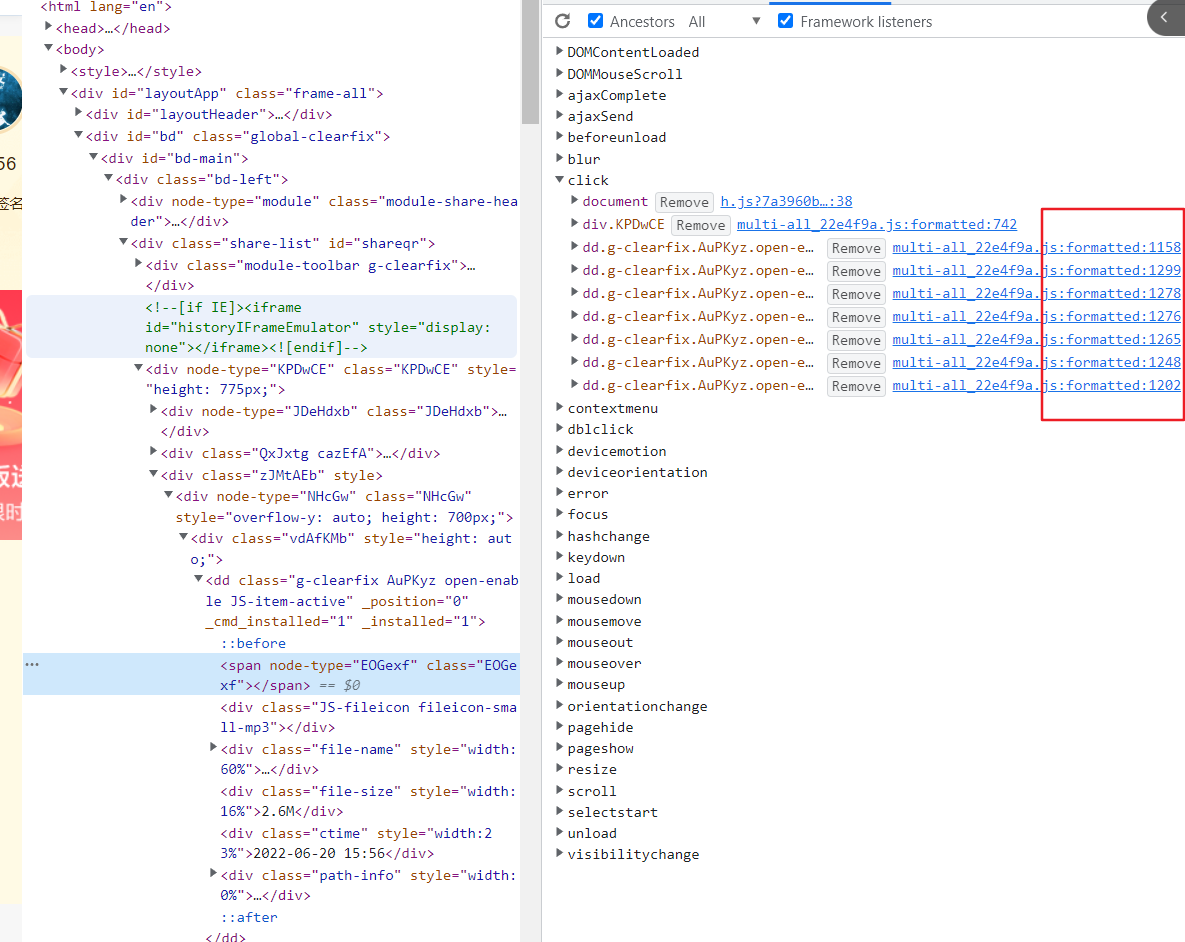 <html lang="en">
<head>…</head>
<body>
<style>…</style>
<div id="layoutApp" class="frame-all">
<div id="layoutHeader">…</div>
<div id="bd" class="global-clearfix">
<div id="bd-main">
<div class="bd-left">
<div node-type="module" class="module-share-hea
der">…</div>
<div class="share-list" id="shareqr">
<div class="module-toolbar g-clearfix">…
</div>
<!--[if IE]><iframe
id="historyIFrameEmulator" style="display:
none"></iframe><![endif]-->
<div node-type="KPDwCE" class="KPDwCE" style=
"height: 775px;">
<div node-type="JDeHdxb" class="JDeHdxb">…
</div>
<div class="QxJxtg cazEfA">…</div>
<div class="zJMtAEb" style>
<div node-type="NHcGw" class="NHcGw"
style="overflow-y: auto; height: 700px;">
<div class="vdAfKMb" style="height: aut
o;">
<dd class="g-clearfix AuPKyz open-enab
le JS-item-active" _position="0"
_cmd_installed="1" _installed="1">
::before
… <span node-type="EOGexf" class="EOGe
xf"></span> == $0
<div class="JS-fileicon fileicon-sma
ll-mp3"></div>
<div class="file-name" style="width:
60%">…</div>
<div class="file-size" style="width:
16%">2.6M</div>
<div class="ctime" style="width:2
3%">2022-06-20 15:56</div>
<div class="path-info" style="width:
0%">…</div>
::after
</dd>
56
签名
限时
Ancestors All Framework listeners
DOMContentLoaded
DOMMouseScroll
ajaxComplete
ajaxSend
beforeunload
blur
click
document Remove h.js?7a3960b…:38
div.KPDwCE Remove multi-all_22e4f9a.js:formatted:742
dd.g-clearfix.AuPKyz.open-e… Remove multi-all_22e4f9a.js:formatted:1158
dd.g-clearfix.AuPKyz.open-e… Remove multi-all_22e4f9a.js:formatted:1299
dd.g-clearfix.AuPKyz.open-e… Remove multi-all_22e4f9a.js:formatted:1278
dd.g-clearfix.AuPKyz.open-e… Remove multi-all_22e4f9a.js:formatted:1276
dd.g-clearfix.AuPKyz.open-e… Remove multi-all_22e4f9a.js:formatted:1265
dd.g-clearfix.AuPKyz.open-e… Remove multi-all_22e4f9a.js:formatted:1248
dd.g-clearfix.AuPKyz.open-e… Remove multi-all_22e4f9a.js:formatted:1202
contextmenu
dblclick
devicemotion
deviceorientation
error
focus
hashchange
keydown
load
mousedown
mousemove
mouseout
mouseover
mouseup
orientationchange
pagehide
pageshow
resize
scroll
selectstart
unload
visibilitychange